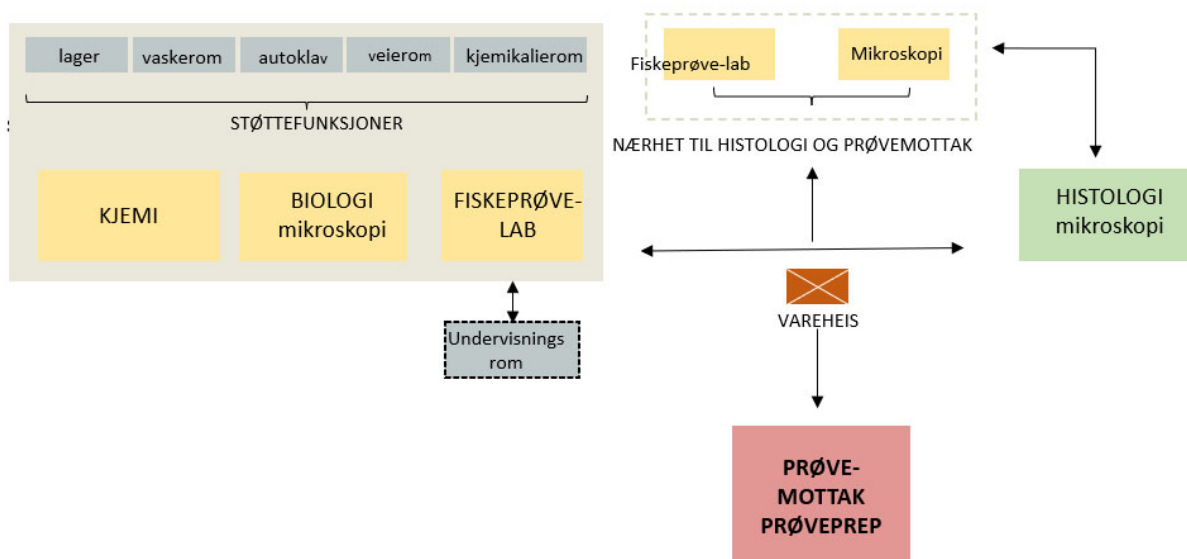 lager
vaskerom
autoklav
veierom
kjemikalierom
STØTTEFUNKSJONER
KJEMI
BIOLOGI
mikroskopi
FISKEPRØVE-
LAB
Undervisnings
rom
Fiskeprøve-lab
Mikroskopi
NÆRHET TIL HISTOLOGI OG PRØVEMOTTAK
HISTOLOGI
mikroskopi
VAREHEIS
PRØVE-
MOTTAK
PRØVEPREP